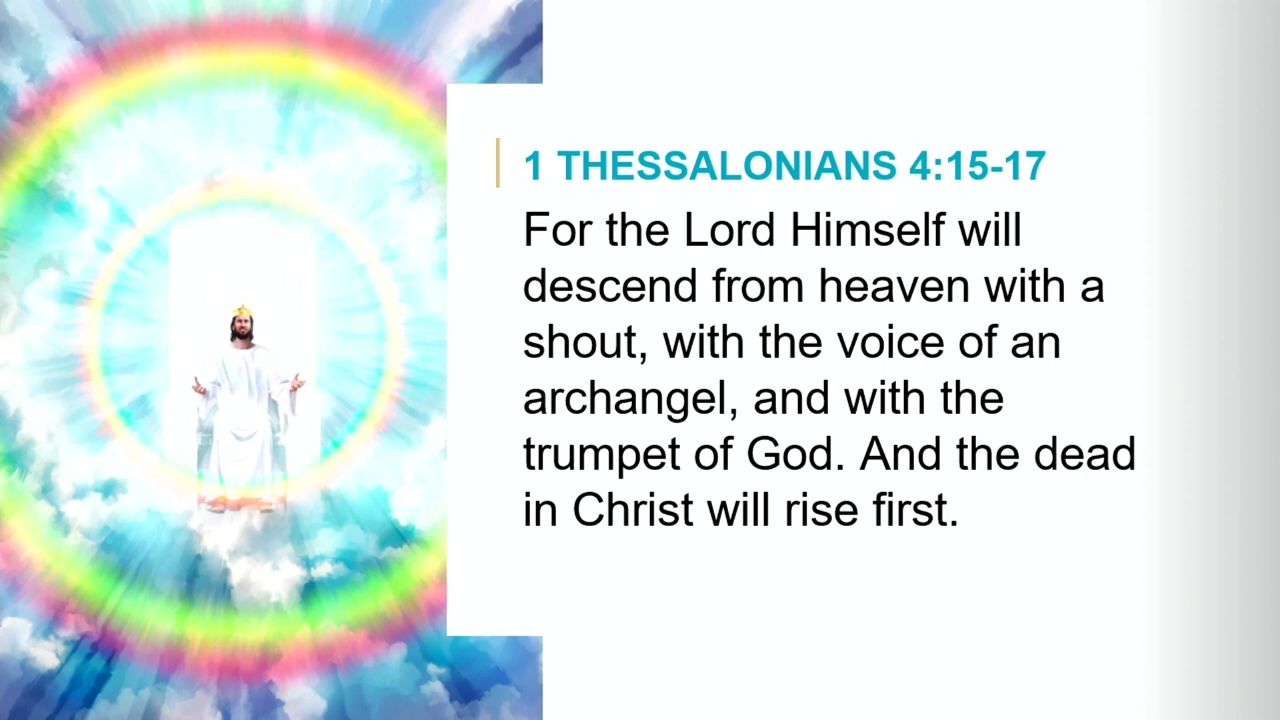 1 THESSALONIANS 4:15-17
For the Lord Himself will
descend from heaven with a
shout, with the voice of an
archangel, and with the
trumpet of God. And the dead
in Christ will rise first.